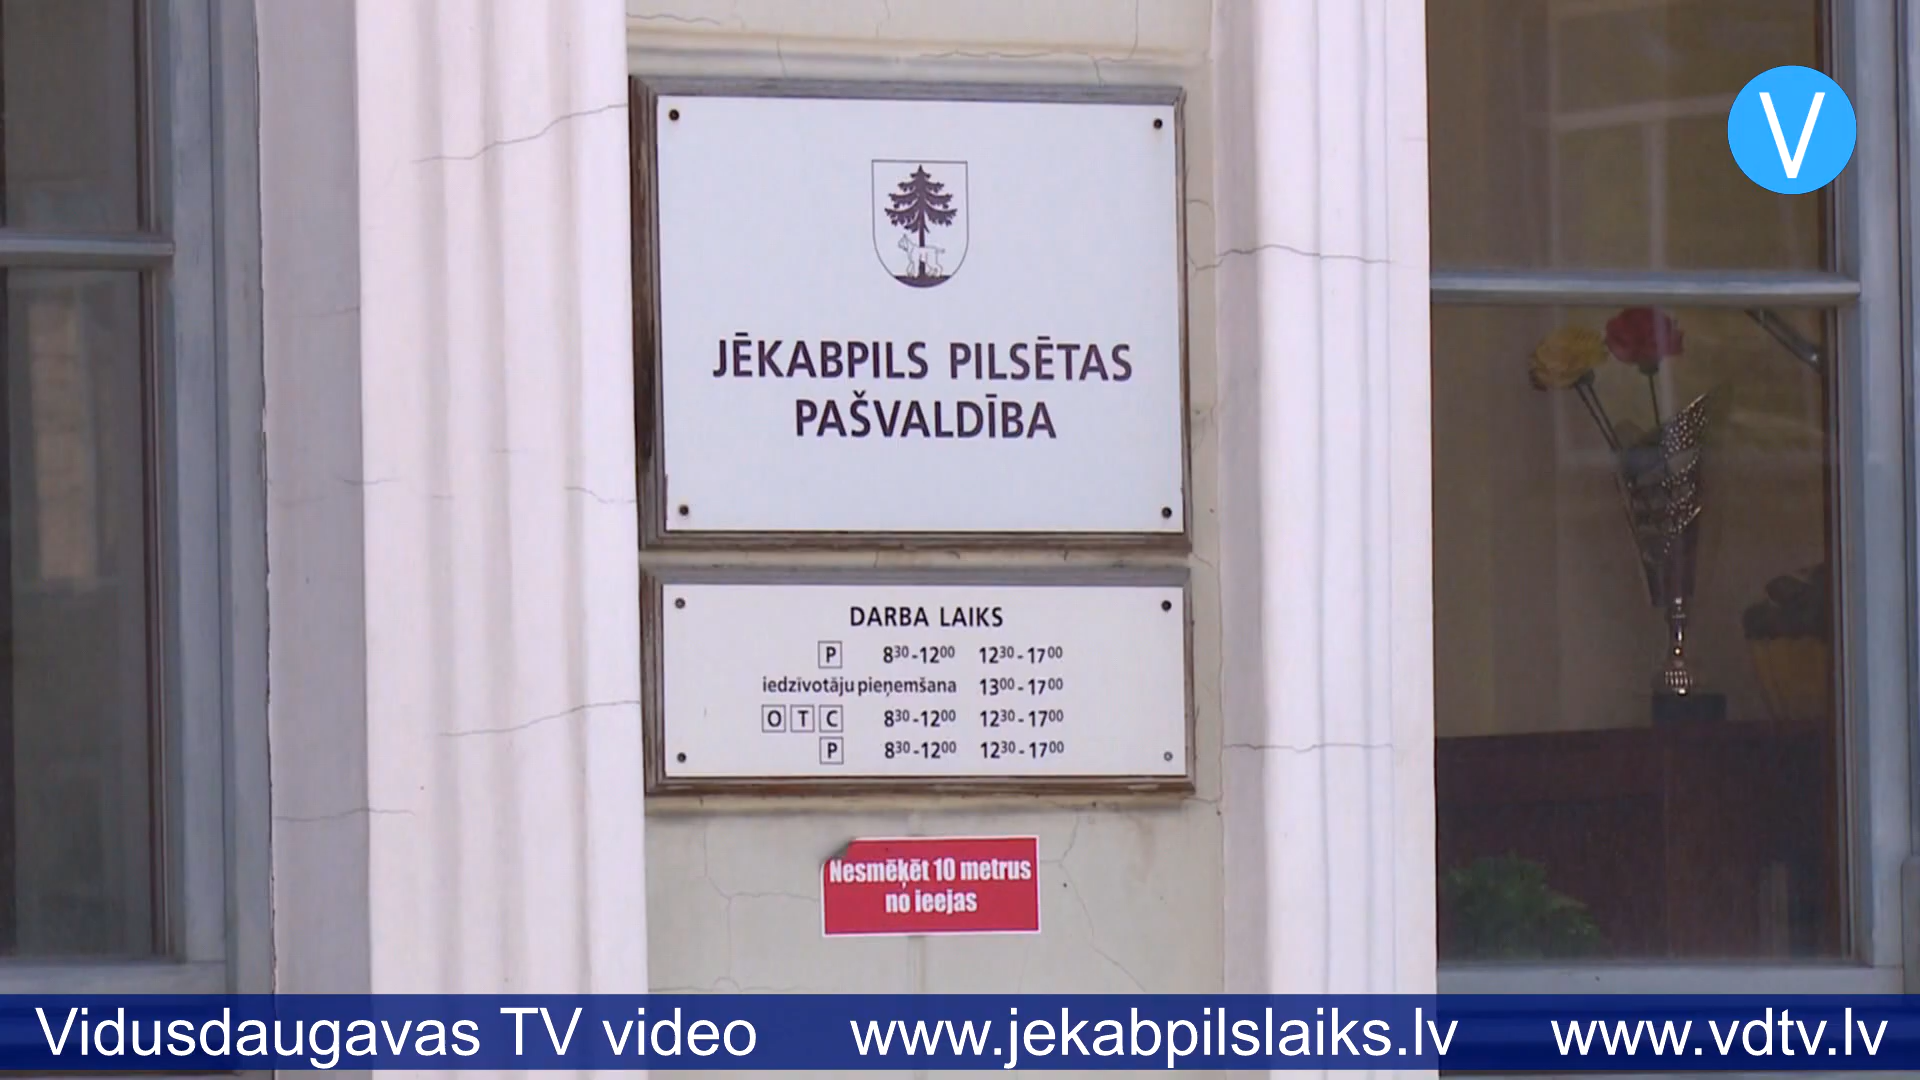 V
JĒKABPILS PILSĒTAS
PAŠVALDĪBA
DARBA LAIKS
P 8³⁰-12⁰⁰ 12³⁰-17⁰⁰
iedzīvotāju pieņemšana 13⁰⁰-17⁰⁰
O T C 8³⁰-12⁰⁰ 12³⁰-17⁰⁰
P 8³⁰-12⁰⁰ 12³⁰-17⁰⁰
Nesmēķēt 10 metrus
no ieejas
Vidusdaugavas TV video www.jekabpilslaiks.lv www.vdtv.lv